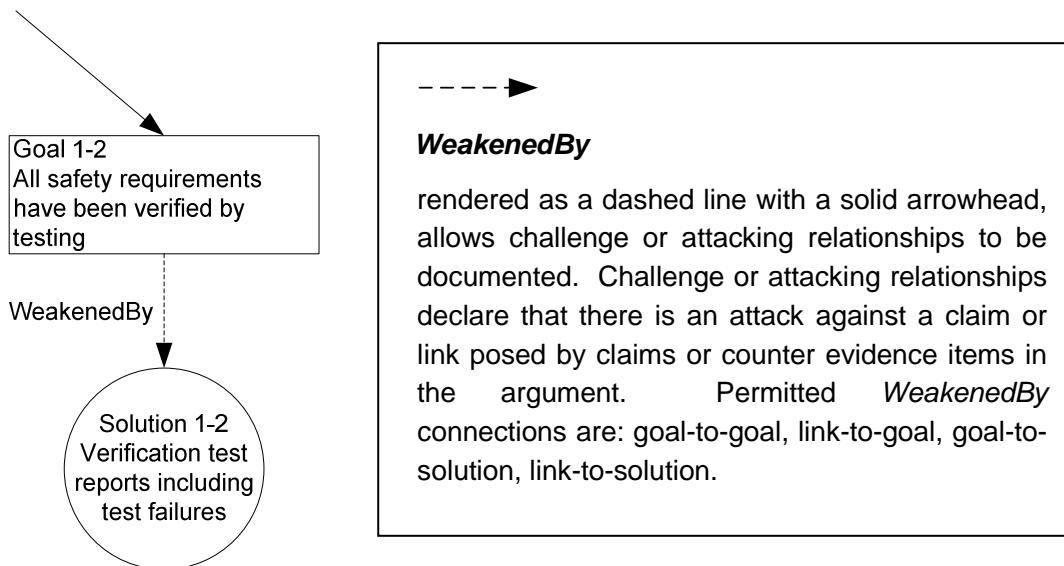 Goal 1-2
All safety requirements
have been verified by
testing
WeakenedBy
Solution 1-2
Verification test
reports including
test failures
WeakenedBy
rendered as a dashed line with a solid arrowhead,
allows challenge or attacking relationships to be
documented. Challenge or attacking relationships
declare that there is an attack against a claim or
link posed by claims or counter evidence items in
the argument. Permitted WeakenedBy
connections are: goal-to-goal, link-to-goal, goal-to-
solution, link-to-solution.